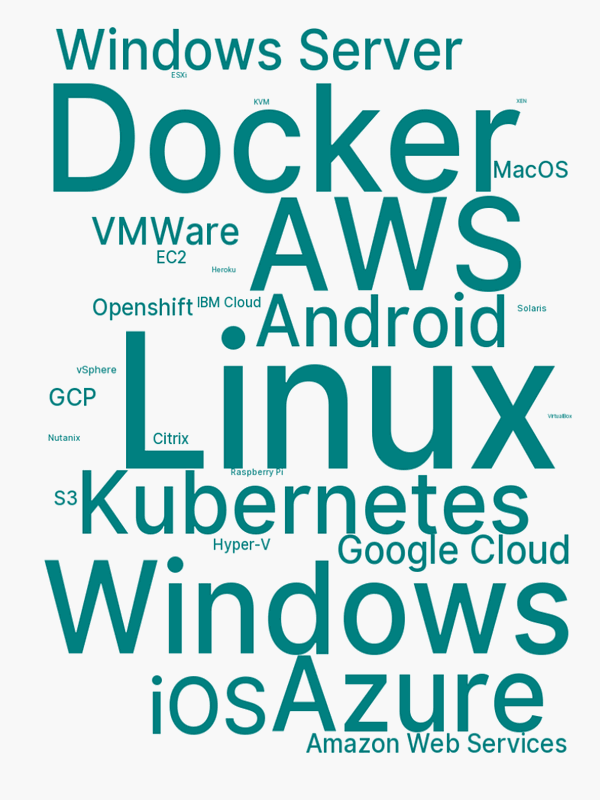 Windows Server
ESXi
KVM
XEN
Docker
MacOS
AWS
VMWare
EC2
Heroku
Openshift
IBM Cloud
Android
Solaris
Linux
vSphere
GCP
VirtualBox
Nutanix
Citrix
Raspberry Pi
S3
Kubernetes
Hyper-V
Google Cloud
Windows
iOS
Azure
Amazon Web Services